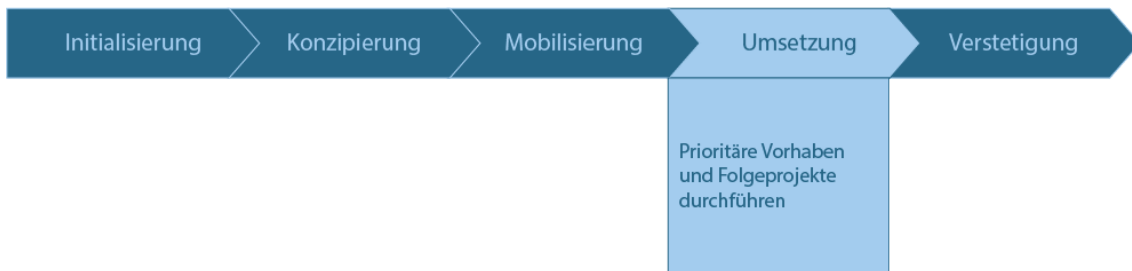 Initialisierung
Konzipierung
Mobilisierung
Umsetzung
Verstetigung
Prioritäre Vorhaben
und Folgeprojekte
durchführen